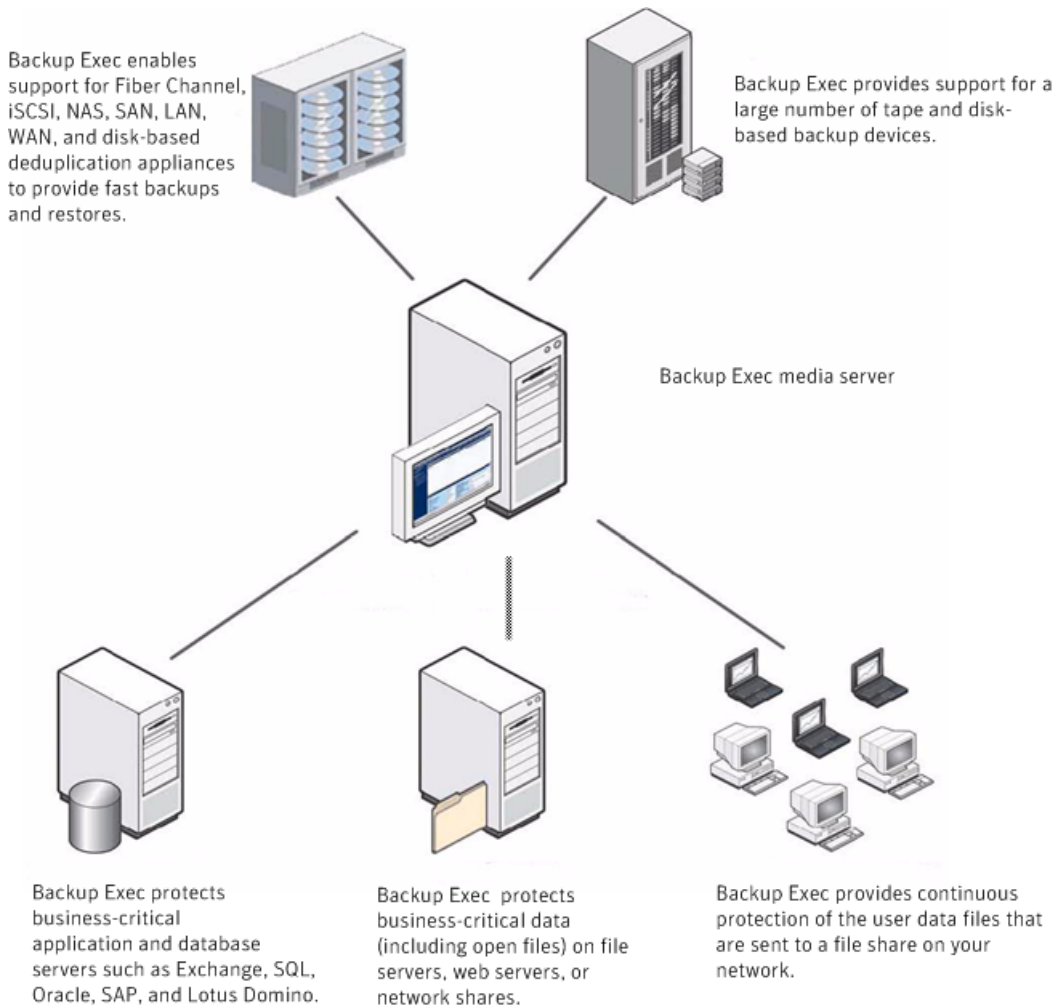 Backup Exec enables
support for Fiber Channel,
iSCSI, NAS, SAN, LAN,
WAN, and disk-based
deduplication appliances
to provide fast backups
and restores.
Backup Exec provides support for a
large number of tape and disk-
based backup devices.
Backup Exec media server
Backup Exec protects
business-critical
application and database
servers such as Exchange, SQL,
Oracle, SAP, and Lotus Domino.
Backup Exec protects
business-critical data
(including open files) on file
servers, web servers, or
network shares.
Backup Exec provides continuous
protection of the user data files that
are sent to a file share on your
network.